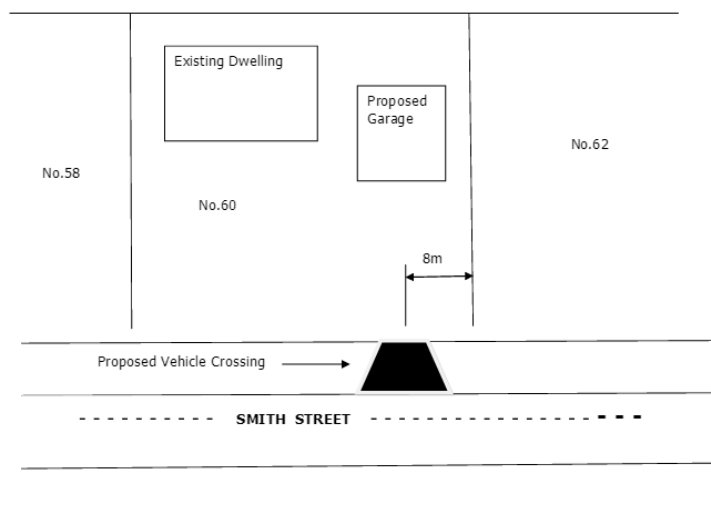 Existing Dwelling
Proposed
Garage
No.62
No.58
No.60
8m
Proposed Vehicle Crossing
SMITH STREET